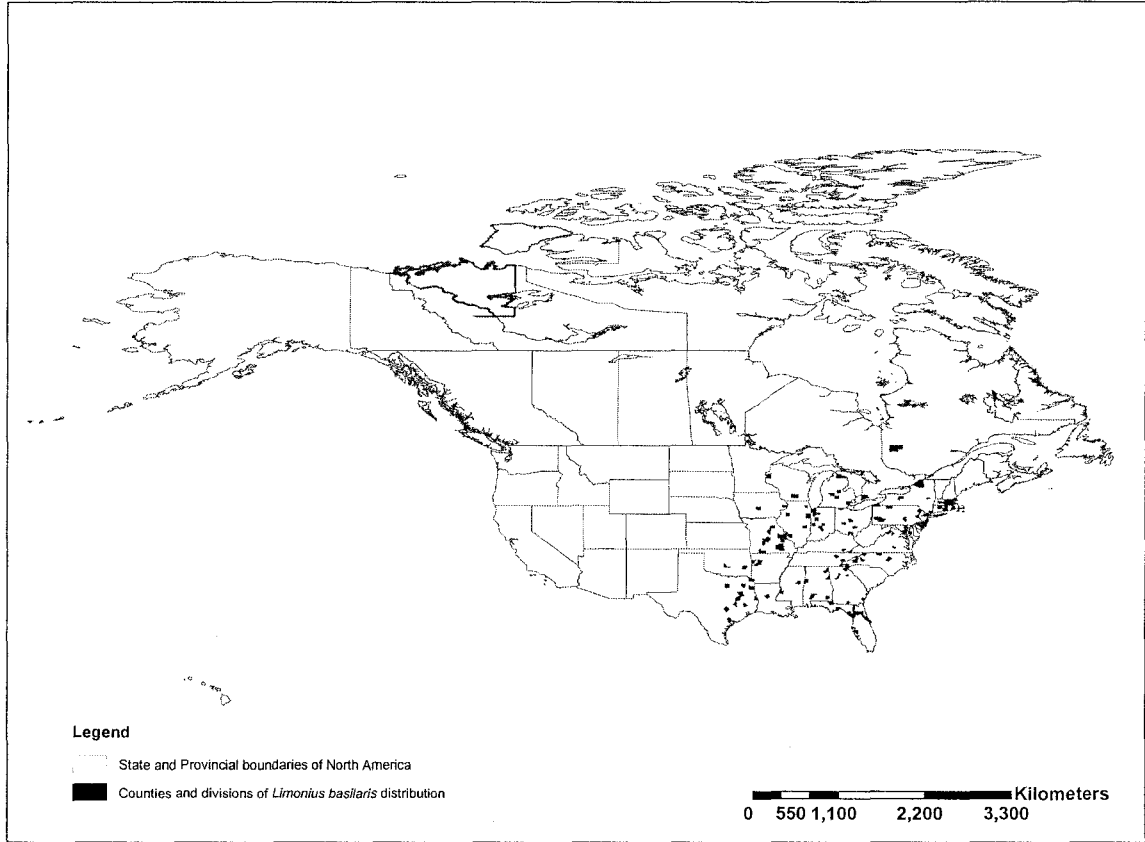 Legend
State and Provincial boundaries of North America
Counties and divisions of Limonius basilaris distribution
Kilometers
0 550 1,100 2,200 3,300